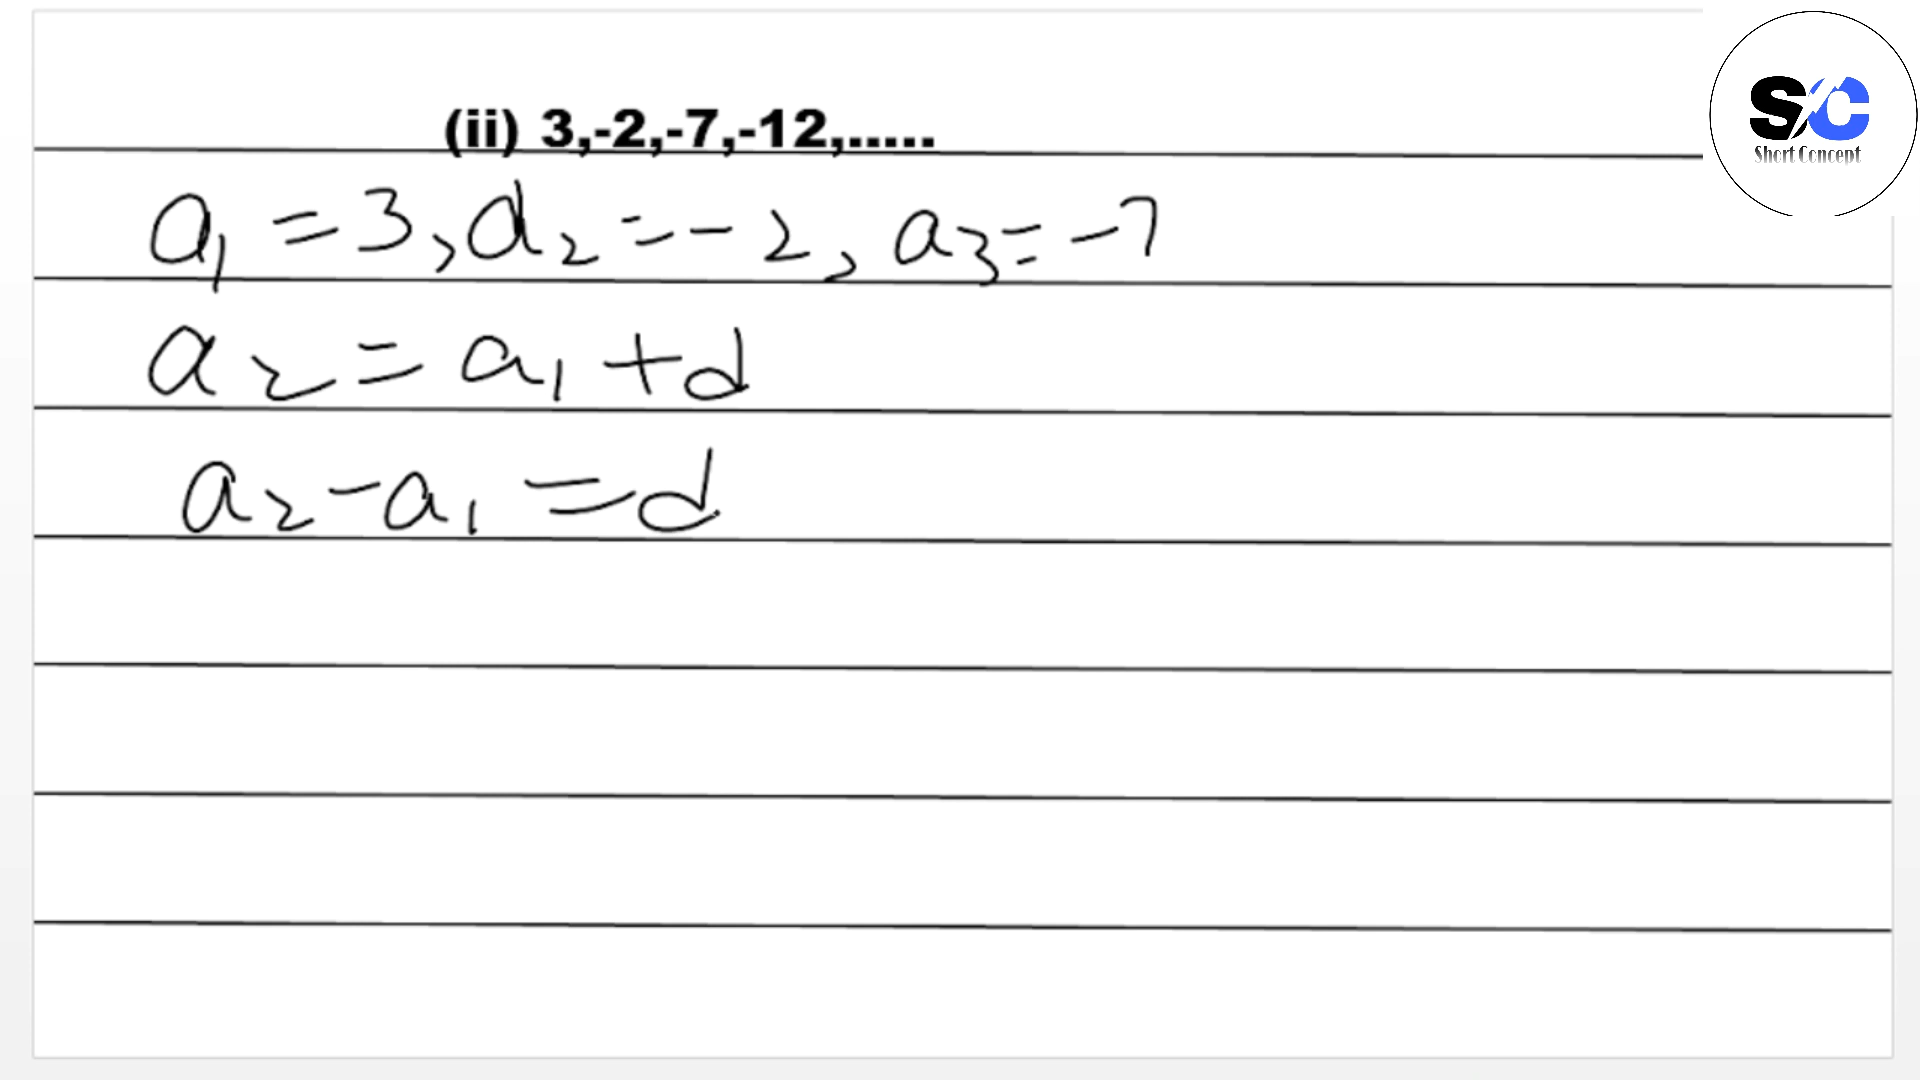 (ii) 3,-2,-7,-12,.....
SC
Short Concept
a₁ = 3, a₂ = -2, a₃ = -7
a₂ = a₁ + d
a₂ - a₁ = d